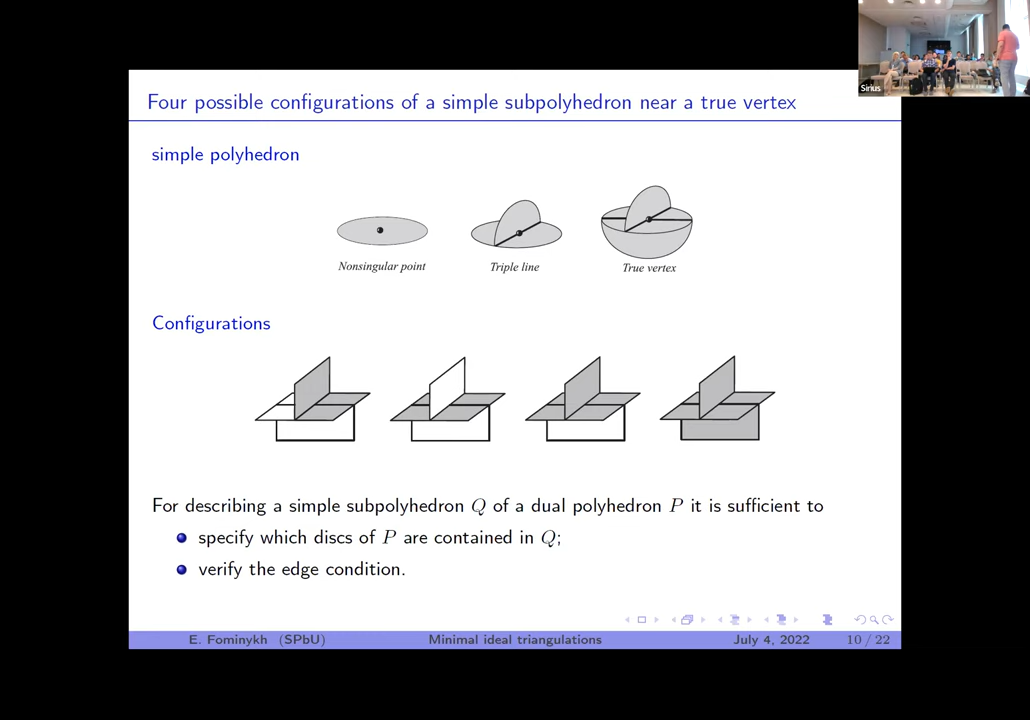 Sirius
Four possible configurations of a simple subpolyhedron near a true vertex
simple polyhedron
Nonsingular point
Triple line
True vertex
Configurations
For describing a simple subpolyhedron Q of a dual polyhedron P it is sufficient to
specify which discs of P are contained in Q;
verify the edge condition.
E. Fominykh (SPbU) Minimal ideal triangulations July 4, 2022 10 / 22